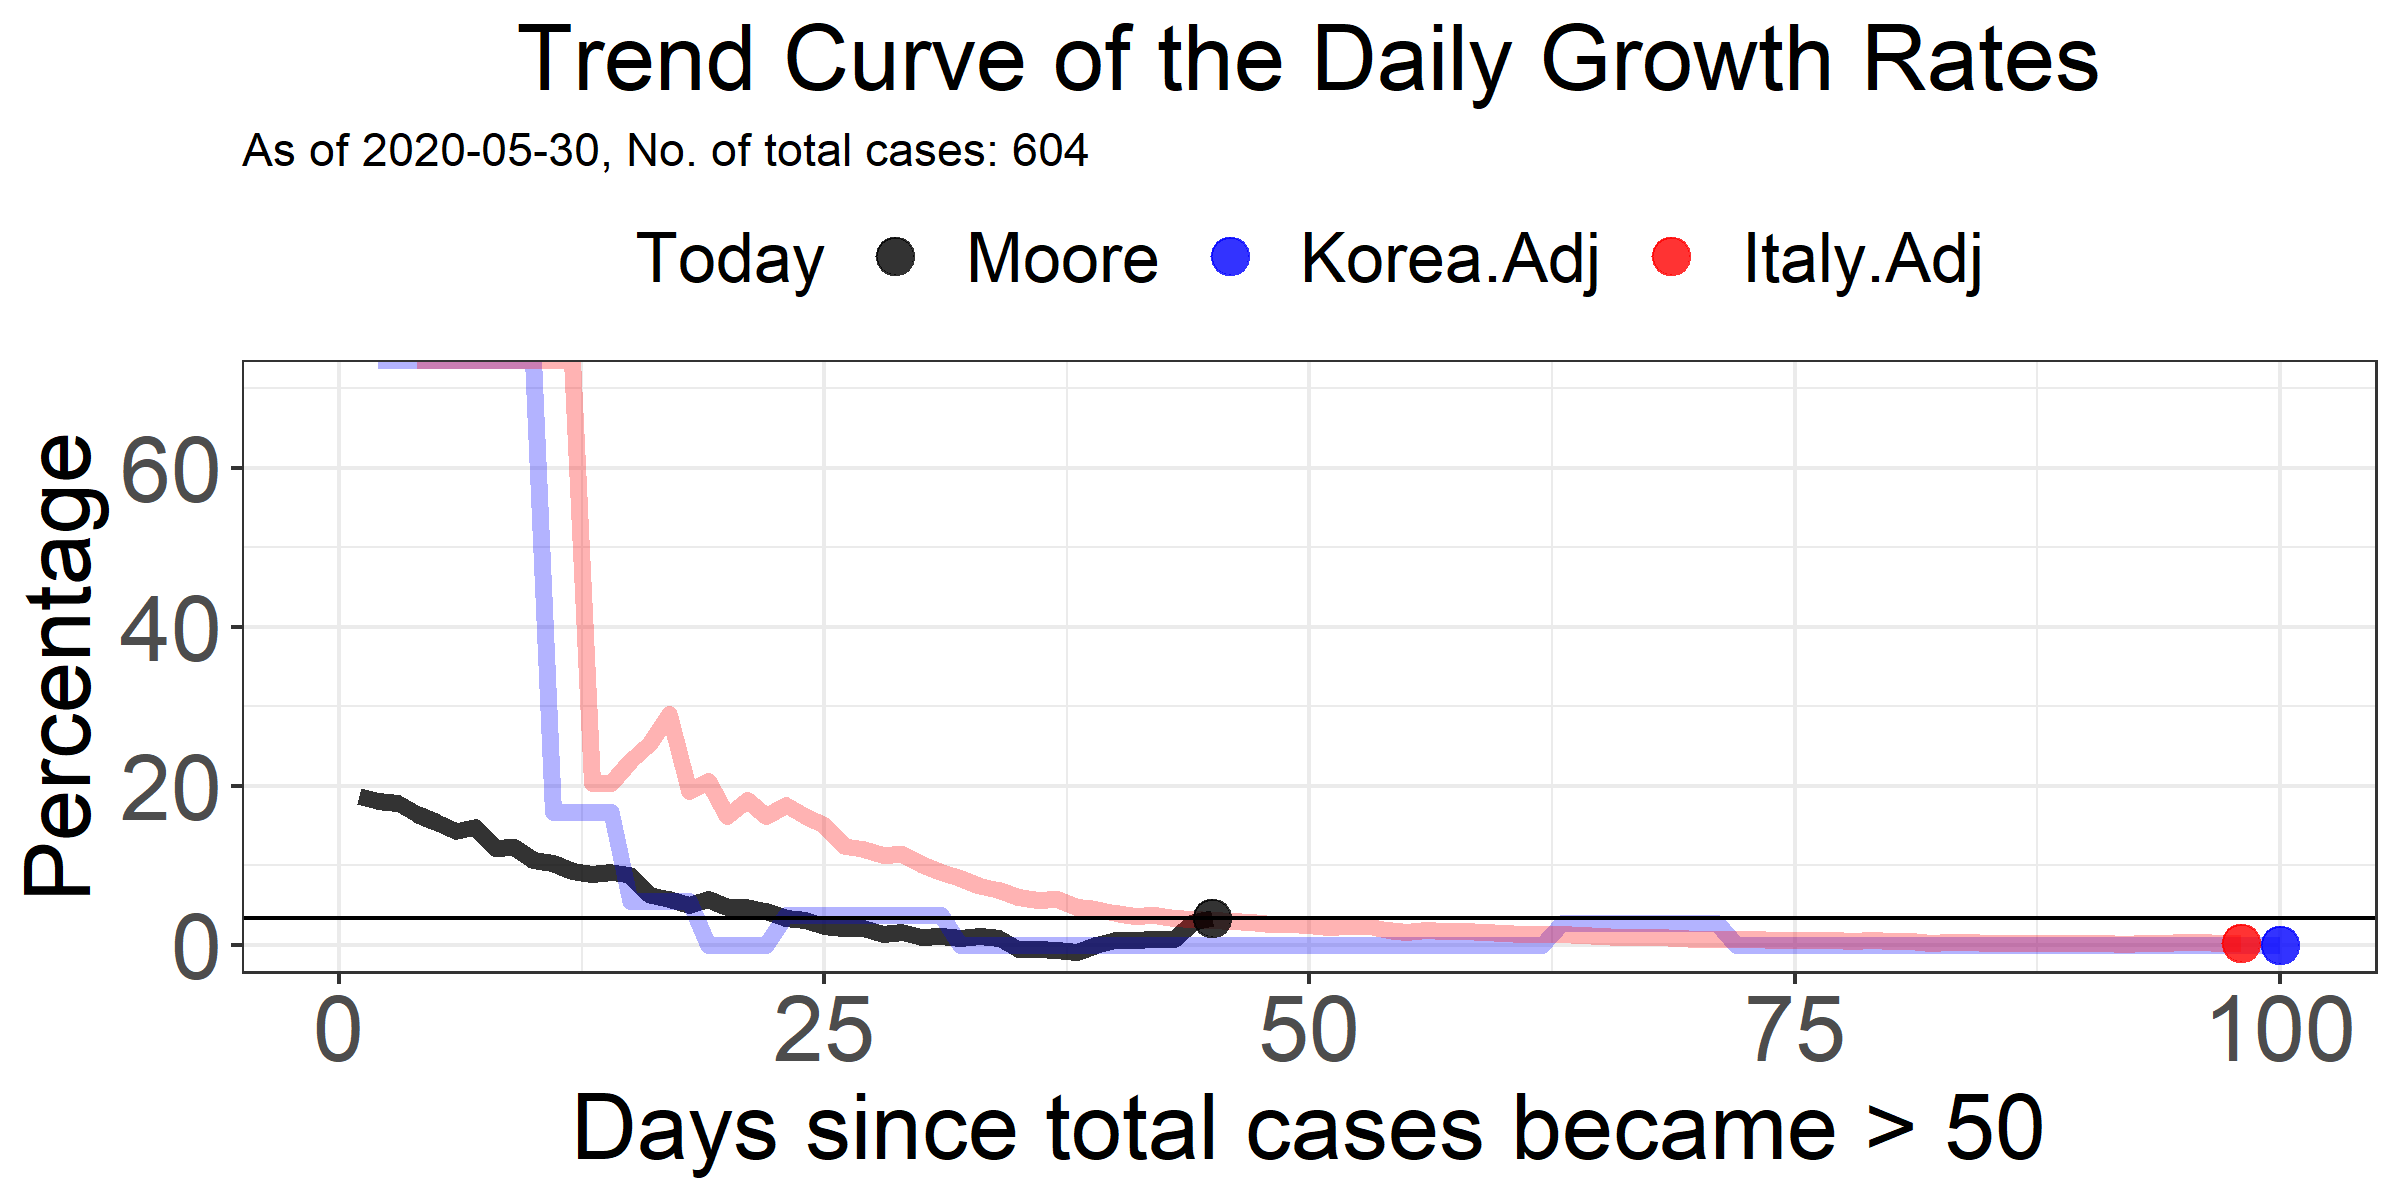 Trend Curve of the Daily Growth Rates
As of 2020-05-30, No. of total cases: 604
Today Moore Korea.Adj Italy.Adj
Percentage
60
40
20
0
0 25 50 75 100
Days since total cases became > 50